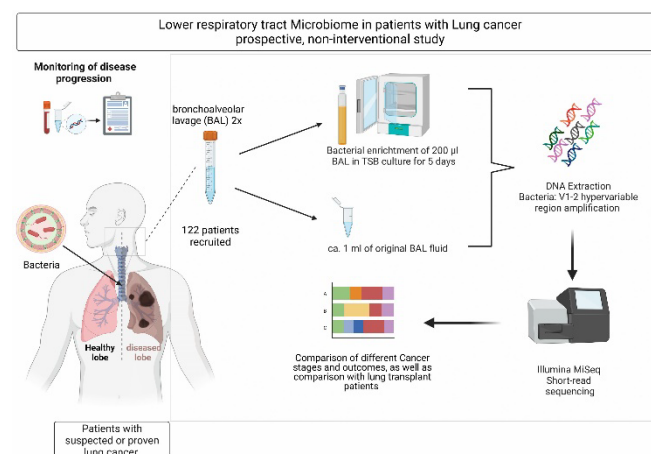 Lower respiratory tract Microbiome in patients with Lung cancer
prospective, non-interventional study
Monitoring of disease
progression
bronchoalveolar
lavage (BAL) 2x
122 patients
recruited
Bacteria
Healthy
lobe
diseased
lobe
Patients with
suspected or proven
lung cancer
Bacterial enrichtment of 200 µl
BAL in TSB culture for 5 days
ca. 1 ml of original BAL fluid
DNA Extraction
Bacteria: V1-2 hypervariable
region amplification
Illumina MiSeq
Short-read
sequencing
A
B
C
Comparison of different Cancer
stages and outcomes, as well as
comparison with lung transplant
patients